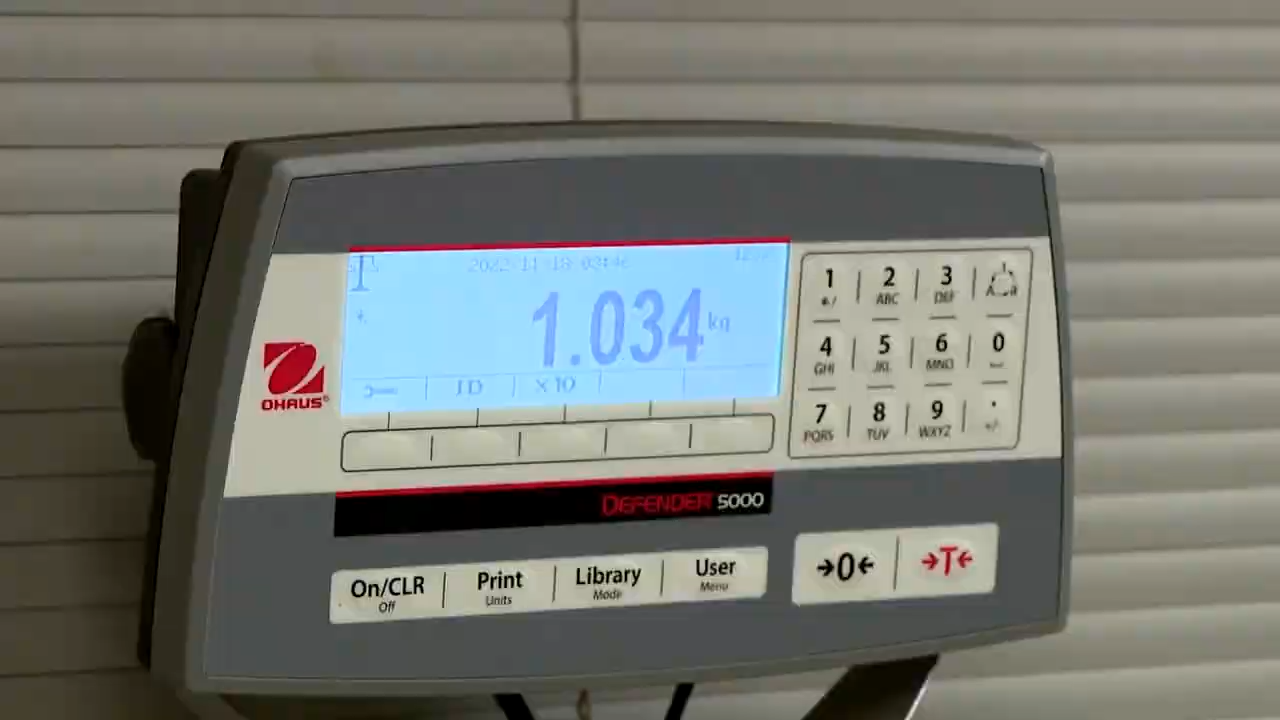 2022-11-18 03:46
1.034 kg
ID
X10
OHAUS®
1
2 ABC
3 DEF
4 GHI
5 JKL
6 MNO
0
7 PQRS
8 TUV
9 WXYZ
. +/-
DEFENDER® 5000
On/CLR
Off
Print
Units
Library
Mode
User
Menu
→0←
→T←